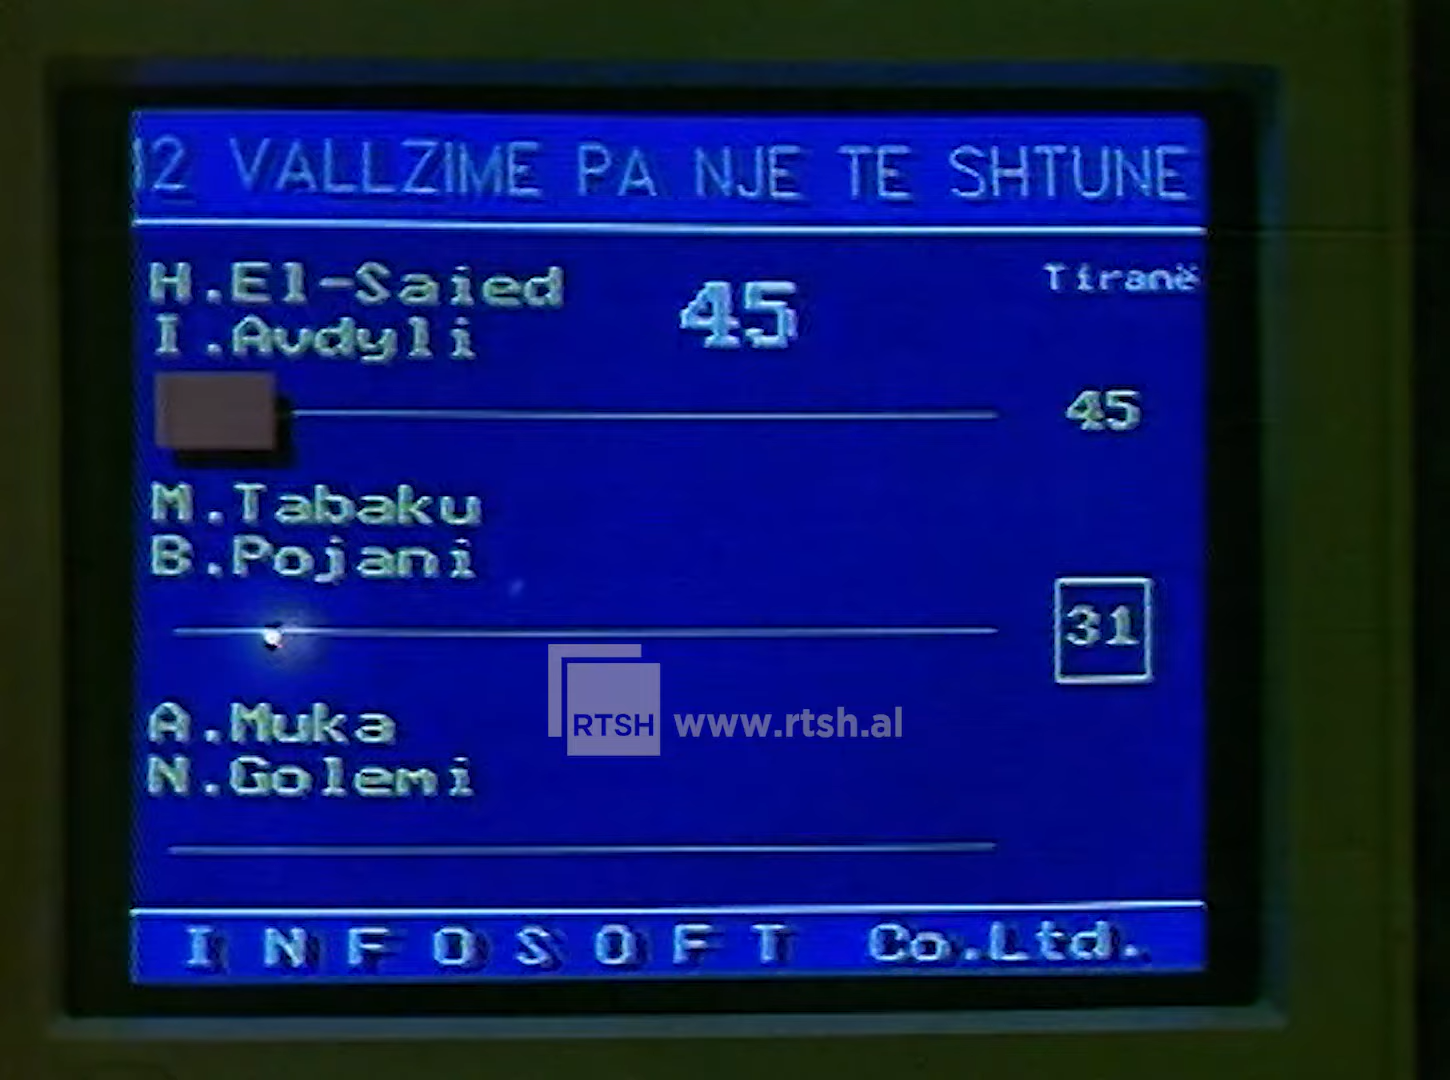 12 VALLZIME PA NJE TE SHTUNE
H.El-Saied
I.Avdyli
45
Tiranë
45
M.Tabaku
B.Pojani
31
RTSH www.rtsh.al
A.Muka
N.Golemi
INFOSOFT Co.Ltd.